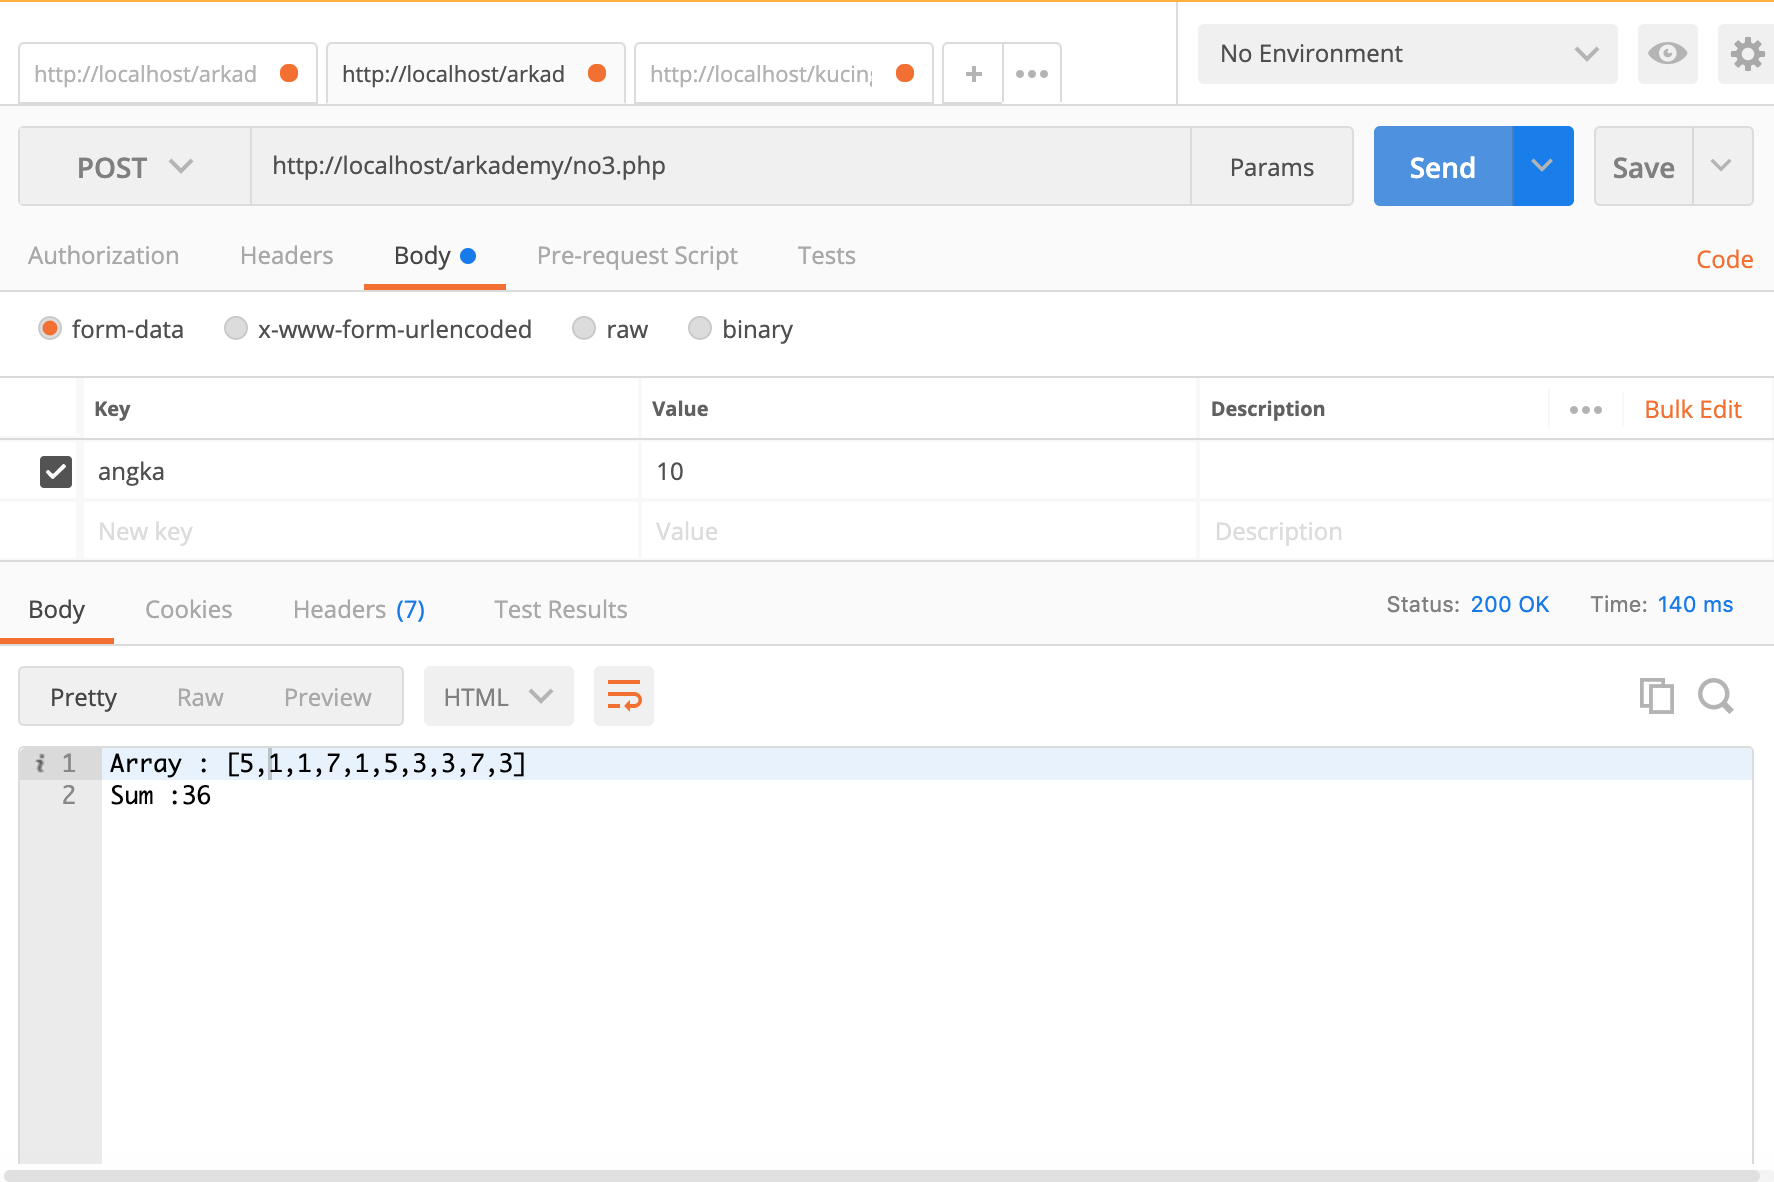 http://localhost/arkad http://localhost/arkad http://localhost/kucin + No Environment
POST http://localhost/arkademy/no3.php Params Send Save
Authorization Headers Body Pre-request Script Tests Code
form-data x-www-form-urlencoded raw binary
Key Value Description Bulk Edit
angka 10
New key Value Description
Body Cookies Headers (7) Test Results Status: 200 OK Time: 140 ms
Pretty Raw Preview HTML
i 1 Array : [5,1,1,7,1,5,3,3,7,3]
2 Sum :36